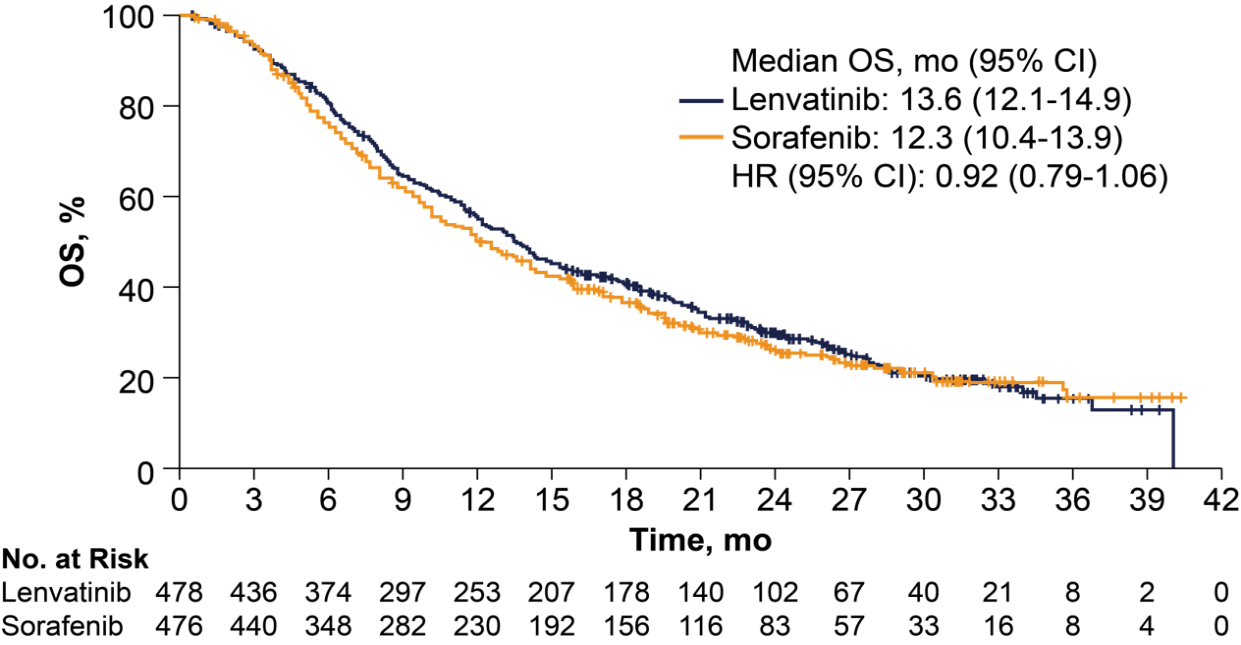 100
80
60
40
20
0
OS, %
Median OS, mo (95% CI)
Lenvatinib: 13.6 (12.1-14.9)
Sorafenib: 12.3 (10.4-13.9)
HR (95% CI): 0.92 (0.79-1.06)
0 3 6 9 12 15 18 21 24 27 30 33 36 39 42
Time, mo
No. at Risk
Lenvatinib 478 436 374 297 253 207 178 140 102 67 40 21 8 2 0
Sorafenib 476 440 348 282 230 192 156 116 83 57 33 16 8 4 0